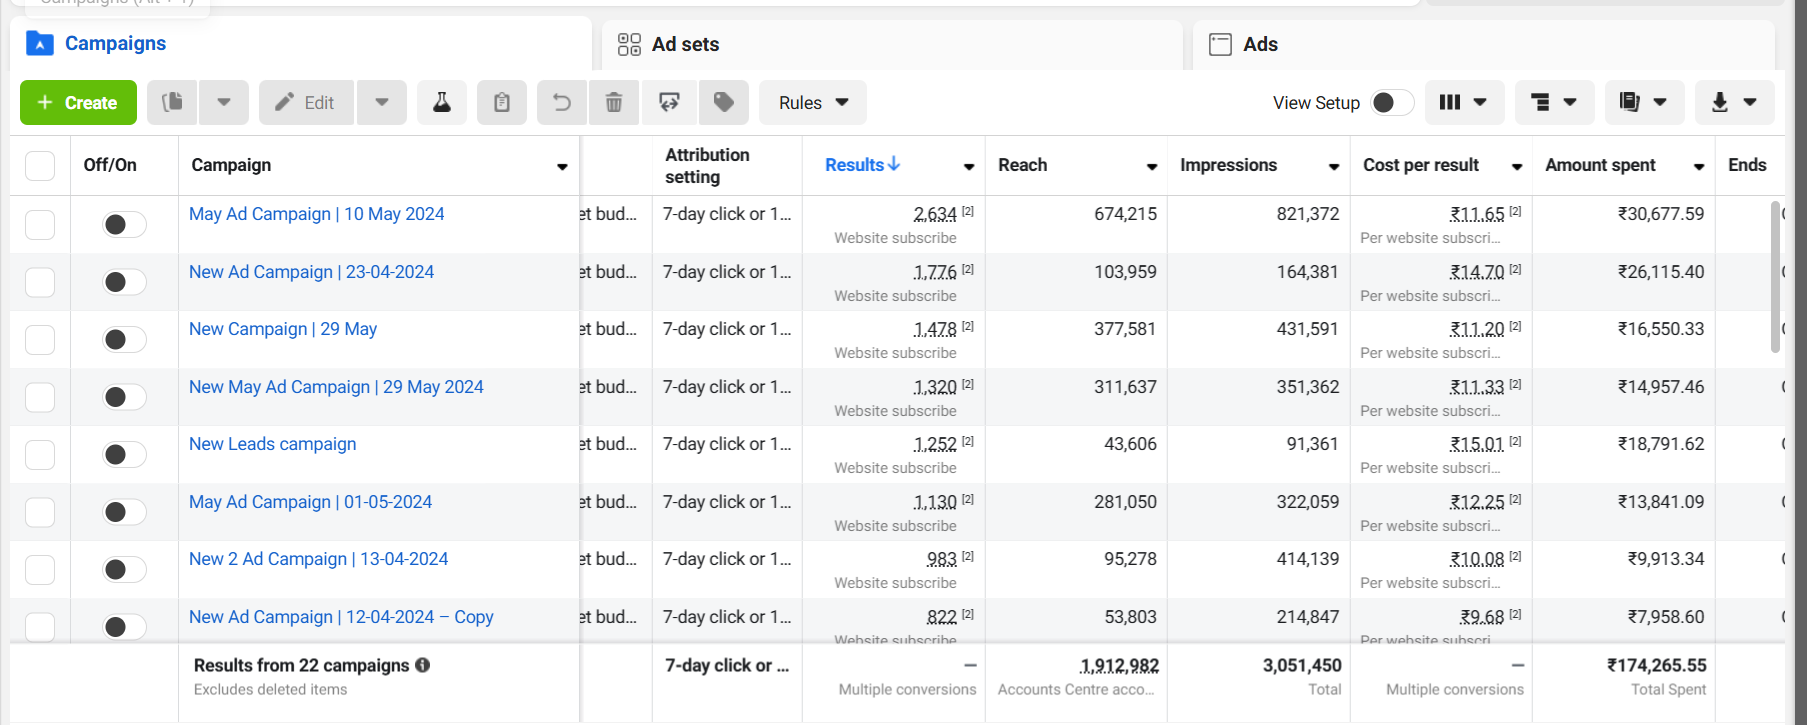 Campaigns (Alt + 1)
Campaigns
Ad sets
Ads
+ Create
Edit
Rules
View Setup
Off/On
Campaign
Attribution setting
Results↓
Reach
Impressions
Cost per result
Amount spent
Ends
May Ad Campaign | 10 May 2024 et bud... 7-day click or 1... 2,634 [2] 674,215 821,372 ₹11.65 [2] ₹30,677.59
Website subscribe Per website subscri...
New Ad Campaign | 23-04-2024 et bud... 7-day click or 1... 1,776 [2] 103,959 164,381 ₹14.70 [2] ₹26,115.40
Website subscribe Per website subscri...
New Campaign | 29 May et bud... 7-day click or 1... 1,478 [2] 377,581 431,591 ₹11.20 [2] ₹16,550.33
Website subscribe Per website subscri...
New May Ad Campaign | 29 May 2024 et bud... 7-day click or 1... 1,320 [2] 311,637 351,362 ₹11.33 [2] ₹14,957.46
Website subscribe Per website subscri...
New Leads campaign et bud... 7-day click or 1... 1,252 [2] 43,606 91,361 ₹15.01 [2] ₹18,791.62
Website subscribe Per website subscri...
May Ad Campaign | 01-05-2024 et bud... 7-day click or 1... 1,130 [2] 281,050 322,059 ₹12.25 [2] ₹13,841.09
Website subscribe Per website subscri...
New 2 Ad Campaign | 13-04-2024 et bud... 7-day click or 1... 983 [2] 95,278 414,139 ₹10.08 [2] ₹9,913.34
Website subscribe Per website subscri...
New Ad Campaign | 12-04-2024 – Copy et bud... 7-day click or 1... 822 [2] 53,803 214,847 ₹9.68 [2] ₹7,958.60
Website subscribe Per website subscri...
Results from 22 campaigns 7-day click or ... — 1,912,982 3,051,450 — ₹174,265.55
Excludes deleted items Multiple conversions Accounts Centre acco... Total Multiple conversions Total Spent